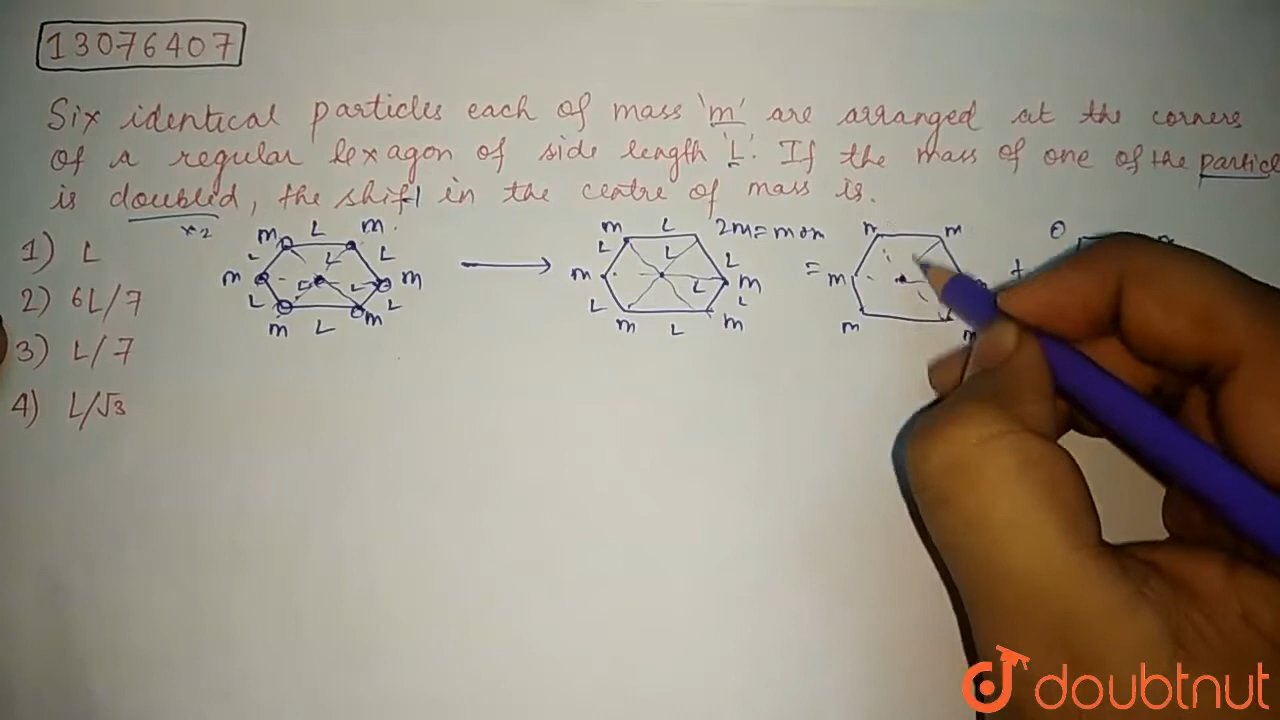 13076407
Six identical particles each of mass 'm' are arranged at the corners
of a regular hexagon of side length 'L'. If the mass of one of the particle
is doubled, the shift in the centre of mass is.
x2
1) L
2) 6L/7
3) L/7
4) L/√3
m L m.
L L L
m L L m
L L
m L m
m L 2m = m+m
L L L
m L m
L L
m L m
= m m
m
m m
+ 0
doubtnut